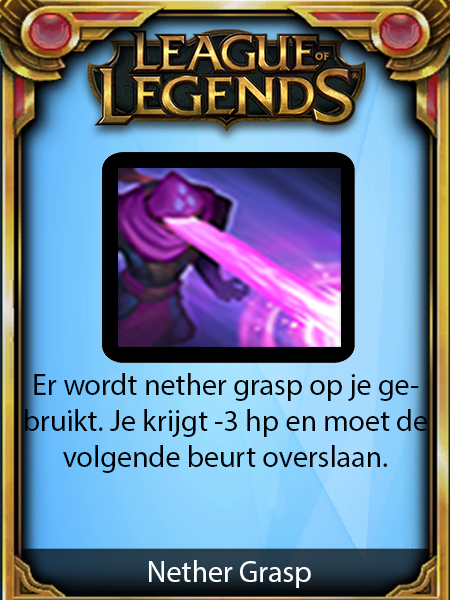 LEAGUE OF
LEGENDS®
Er wordt nether grasp op je ge-
bruikt. Je krijgt -3 hp en moet de
volgende beurt overslaan.
Nether Grasp